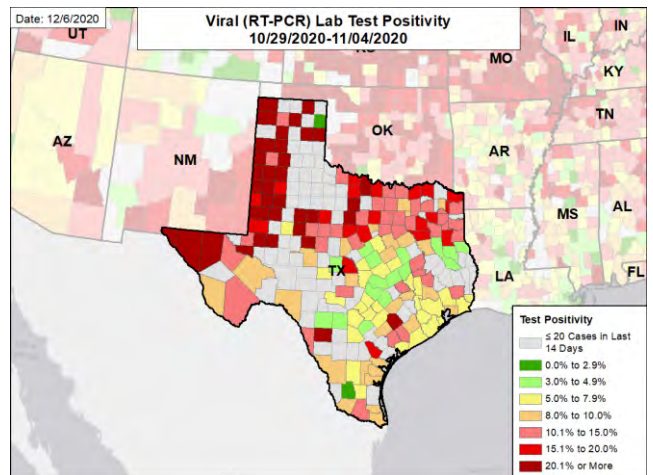 Date: 12/6/2020
Viral (RT-PCR) Lab Test Positivity
10/29/2020-11/04/2020
UT
MO
IL
IN
KY
AZ
NM
OK
AR
TN
MS
AL
TX
LA
FL
Test Positivity
≤ 20 Cases in Last
14 Days
0.0% to 2.9%
3.0% to 4.9%
5.0% to 7.9%
8.0% to 10.0%
10.1% to 15.0%
15.1% to 20.0%
20.1% or More